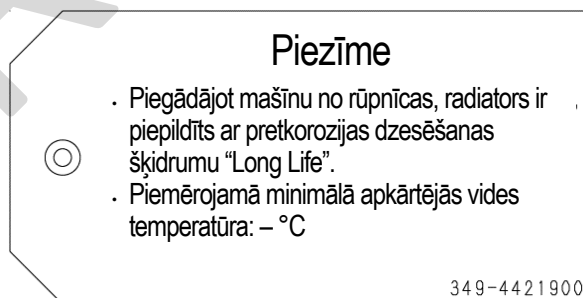 Piezīme
· Piegādājot mašīnu no rūpnīcas, radiators ir
piepildīts ar pretkorozijas dzesēšanas
šķidrumu “Long Life”.
· Piemērojamā minimālā apkārtējās vides
temperatūra: – °C
349-4421900